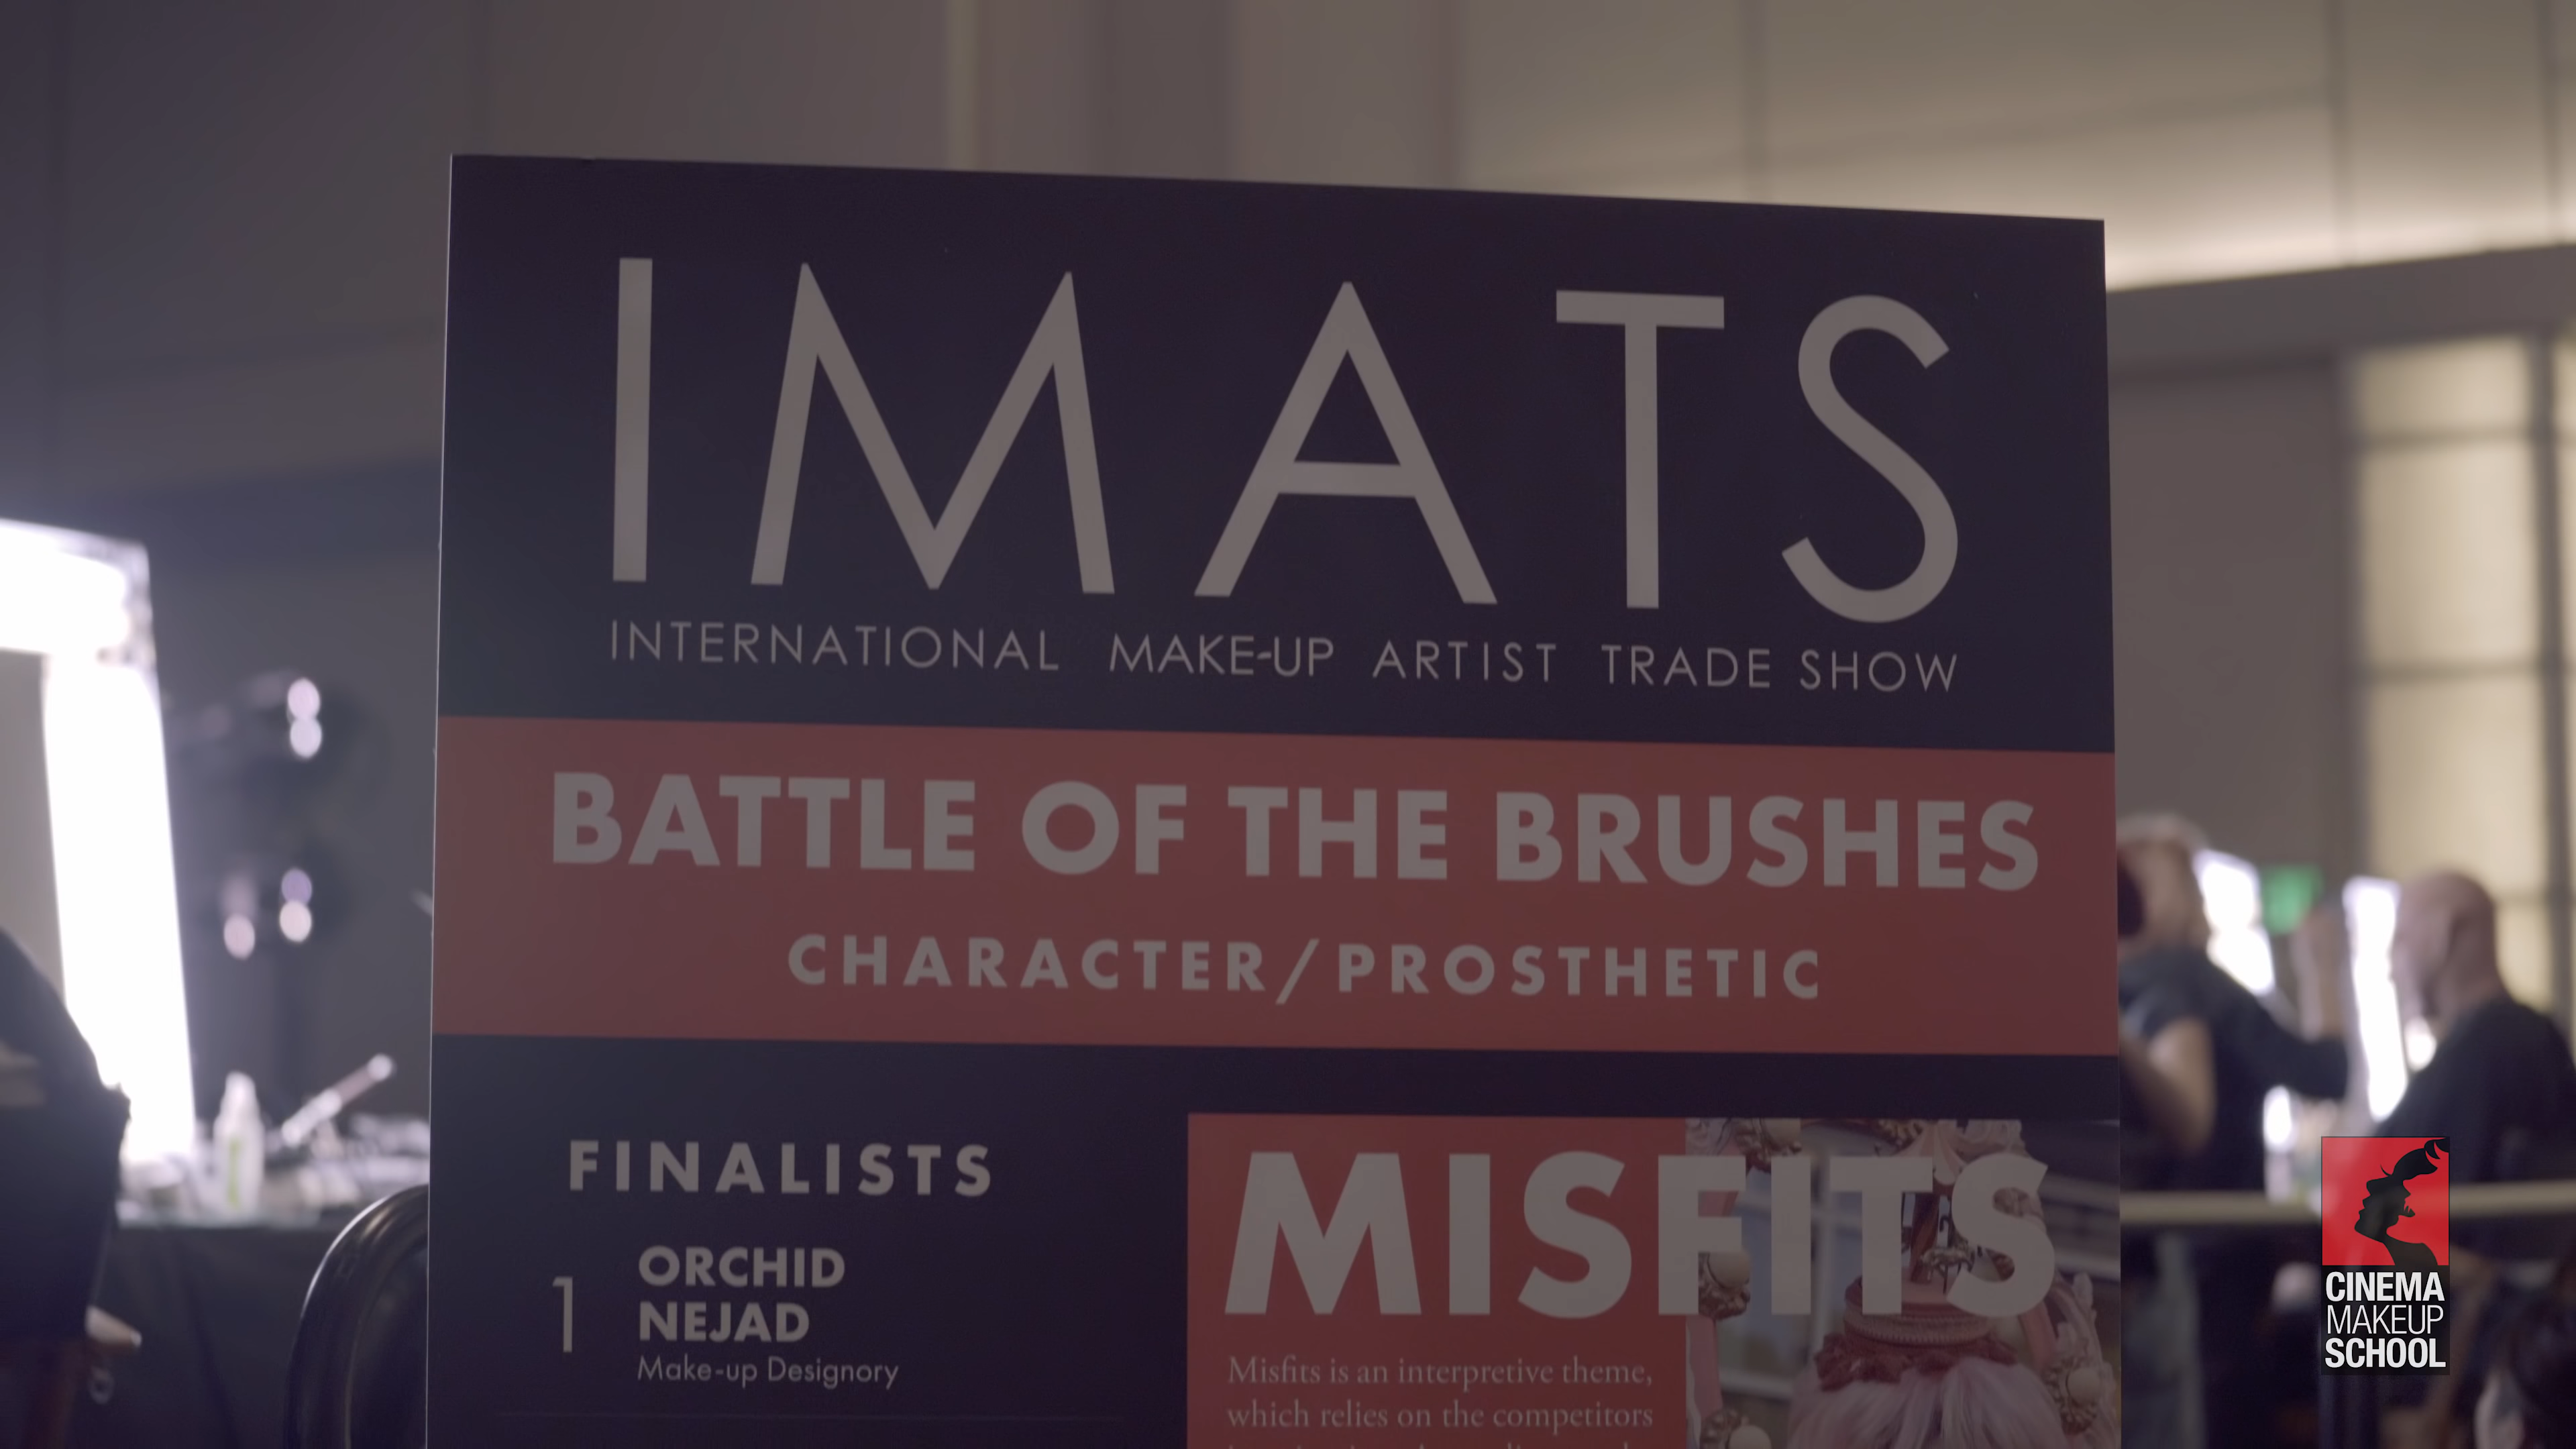 IMATS
INTERNATIONAL MAKE-UP ARTIST TRADE SHOW
BATTLE OF THE BRUSHES
CHARACTER/PROSTHETIC
FINALISTS
1
ORCHID
NEJAD
Make-up Designory
MISFITS
Misfits is an interpretive theme,
which relies on the competitors
CINEMA
MAKEUP
SCHOOL